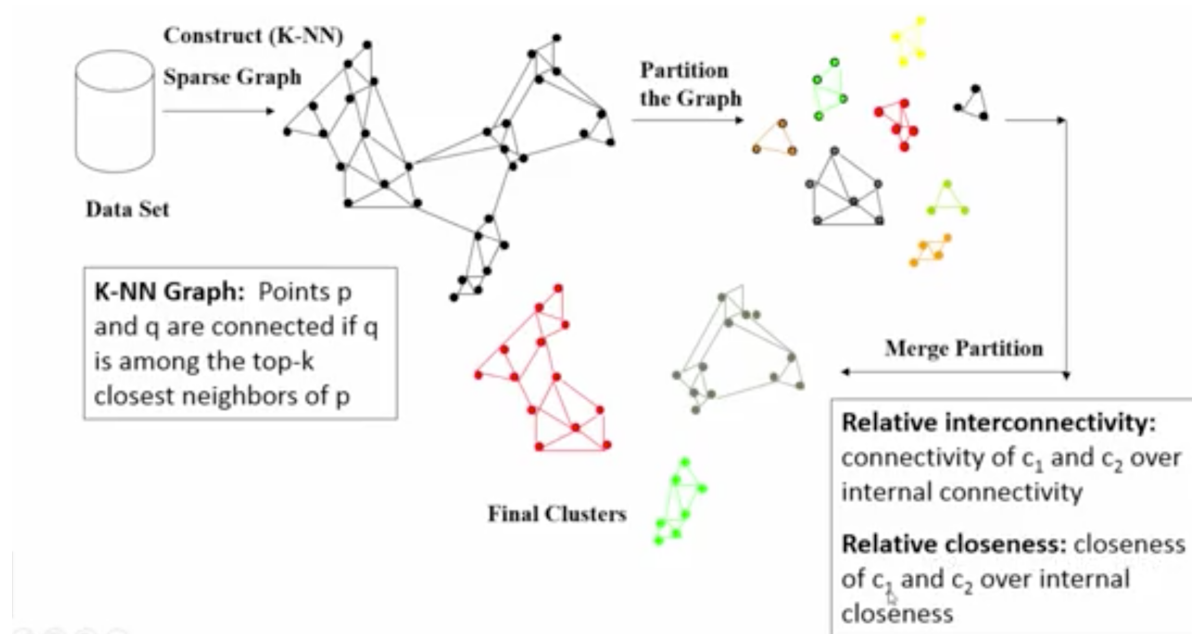 Construct (K-NN)
Sparse Graph
Data Set
Partition
the Graph
K-NN Graph: Points p
and q are connected if q
is among the top-k
closest neighbors of p
Merge Partition
Final Clusters
Relative interconnectivity:
connectivity of c₁ and c₂ over
internal connectivity
Relative closeness: closeness
of c₁ and c₂ over internal
closeness